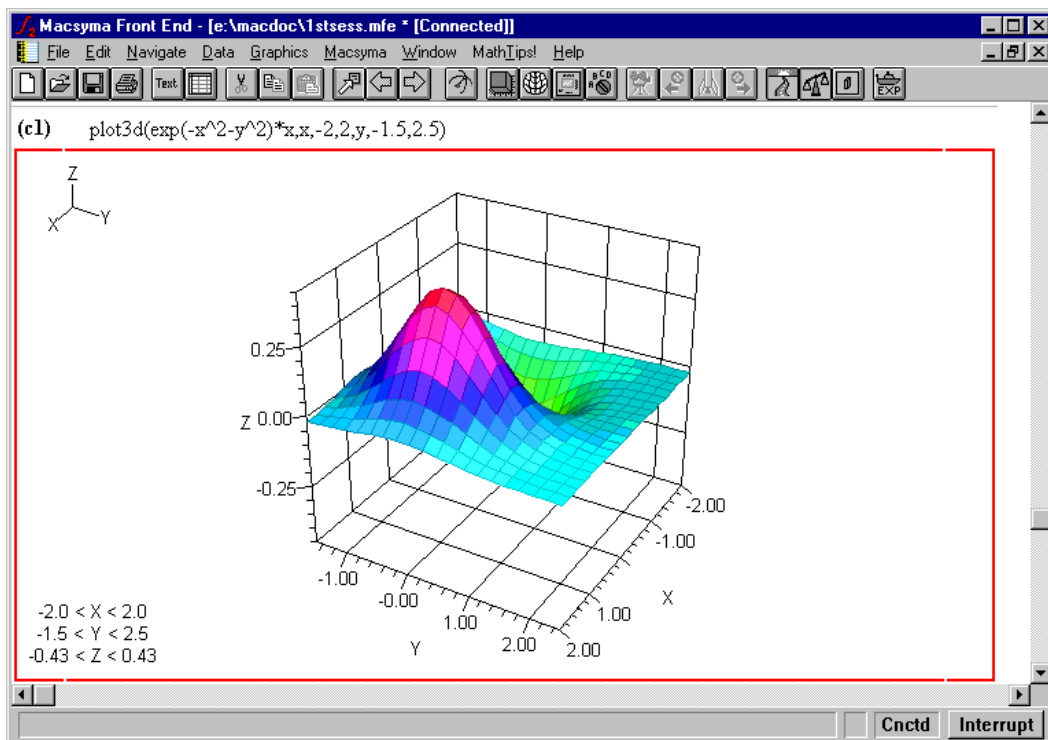 Macsyma Front End - [e:\macdoc\1stsess.mfe * [Connected]]
File Edit Navigate Data Graphics Macsyma Window MathTips! Help
Text
A B C D
EXP
(c1) plot3d(exp(-x^2-y^2)*x,x,-2,2,y,-1.5,2.5)
Z
X
Y
0.25
Z 0.00
-0.25
-2.00
-1.00
X
1.00
2.00
-1.00
-0.00
1.00
2.00
Y
-2.0 < X < 2.0
-1.5 < Y < 2.5
-0.43 < Z < 0.43
Cnctd Interrupt